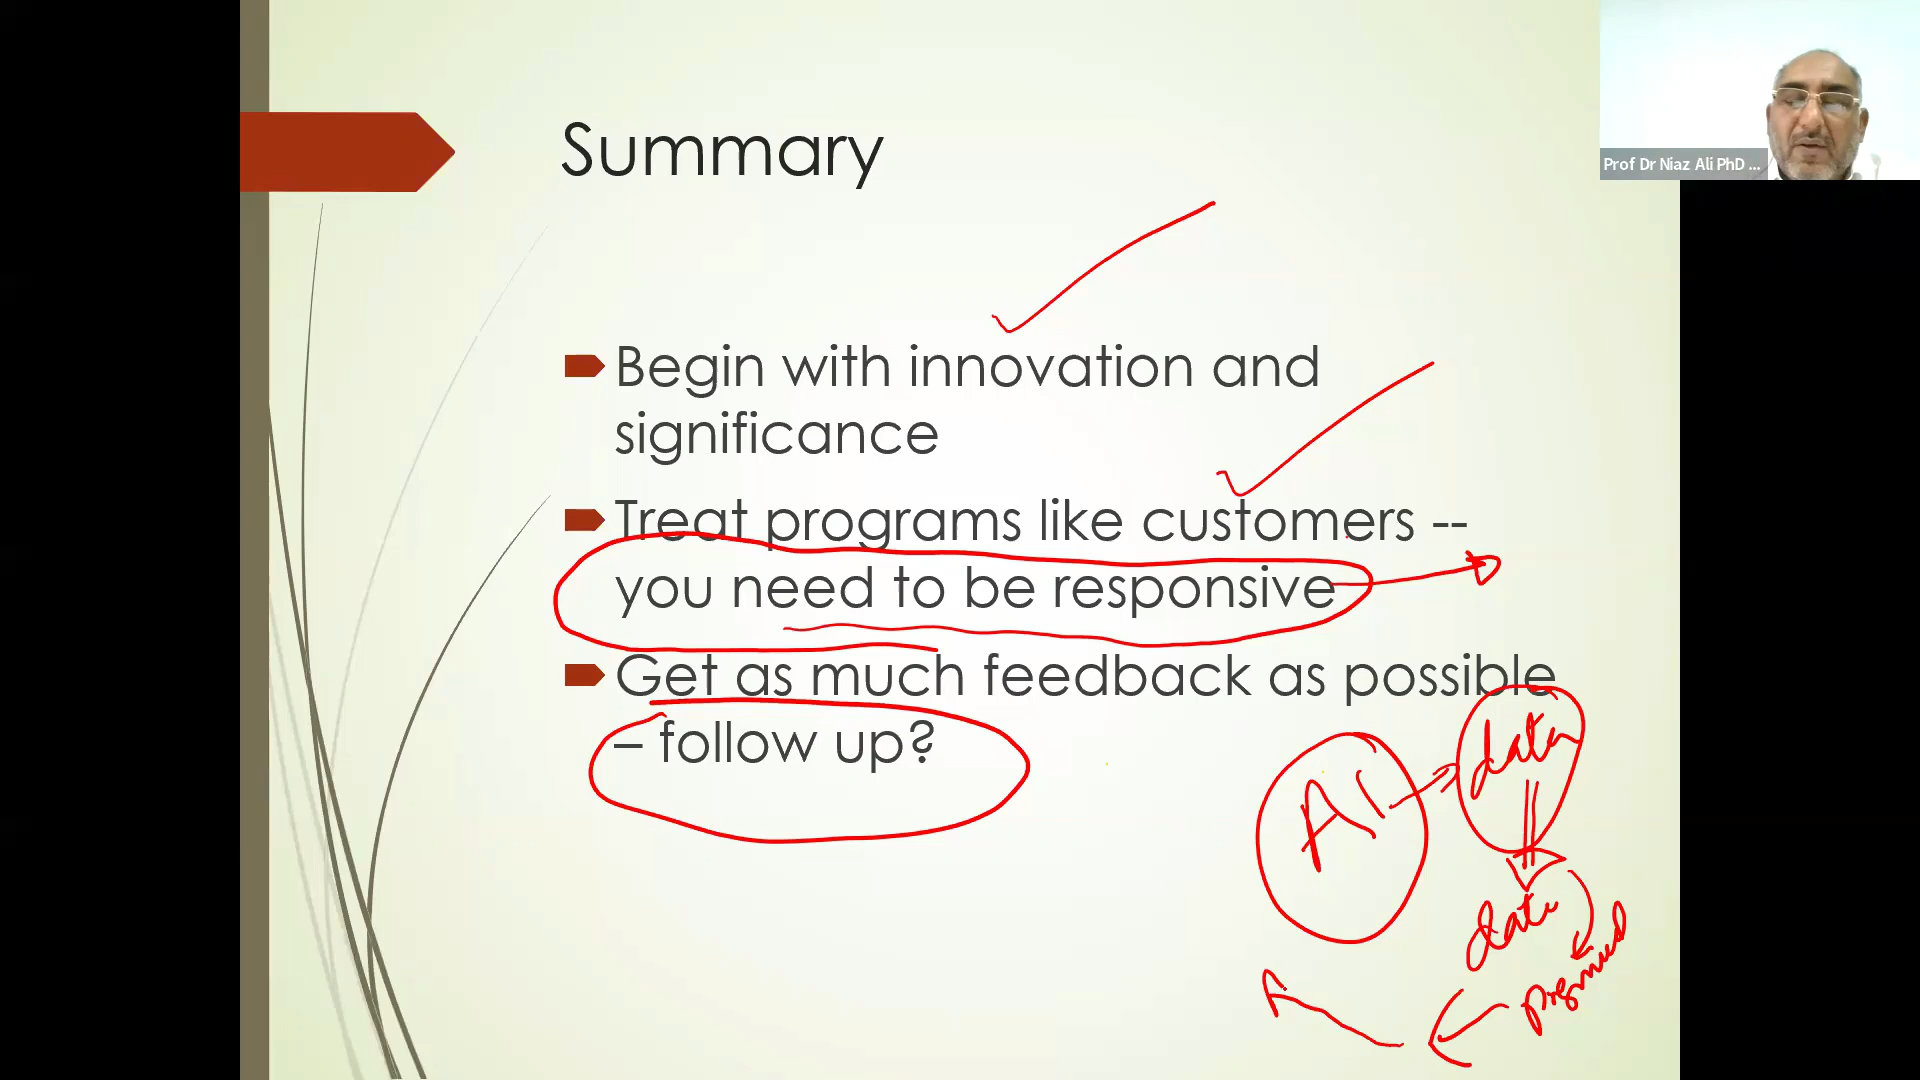 Prof Dr Niaz Ali PhD ...
Summary
Begin with innovation and
significance
Treat programs like customers --
you need to be responsive
Get as much feedback as possible
– follow up?
AI
data
data